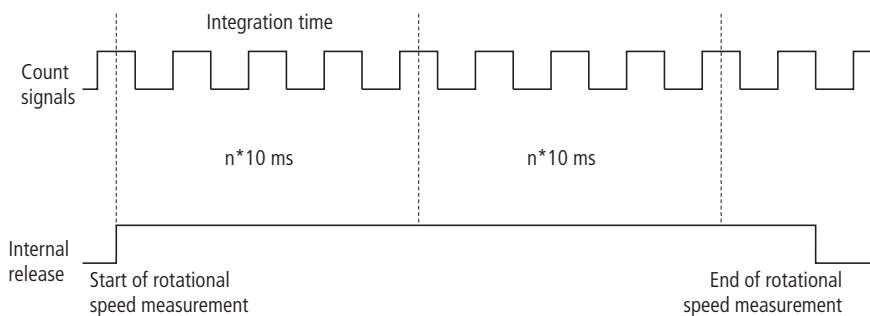 Integration time
Count
signals
n*10 ms
n*10 ms
Internal
release
Start of rotational
speed measurement
End of rotational
speed measurement